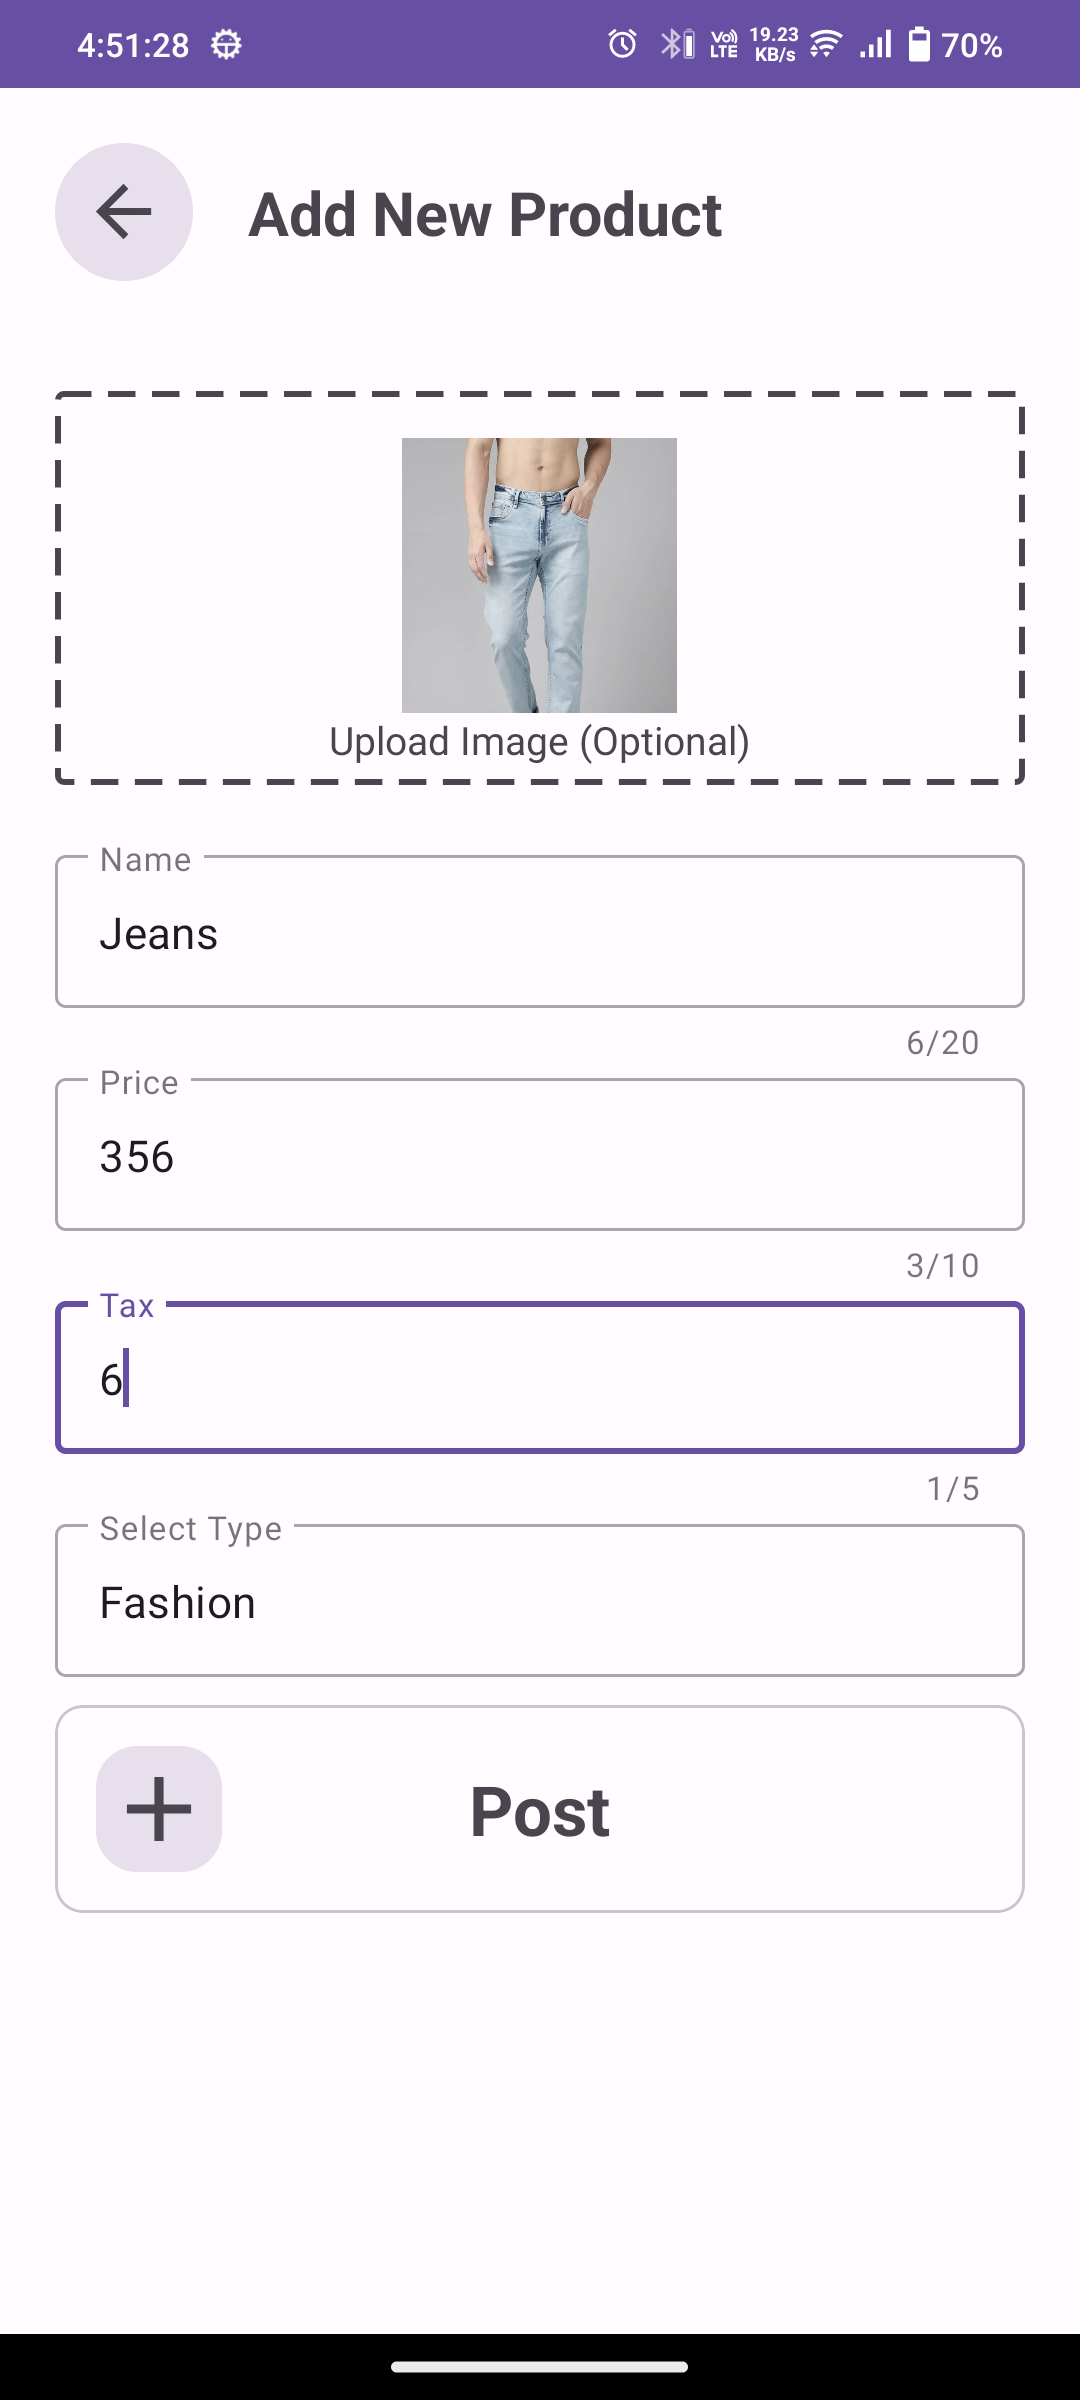 4:51:28
Vo) LTE 19.23 KB/s 70%
Add New Product
Upload Image (Optional)
Name
Jeans
6/20
Price
356
3/10
Tax
6
1/5
Select Type
Fashion
Post